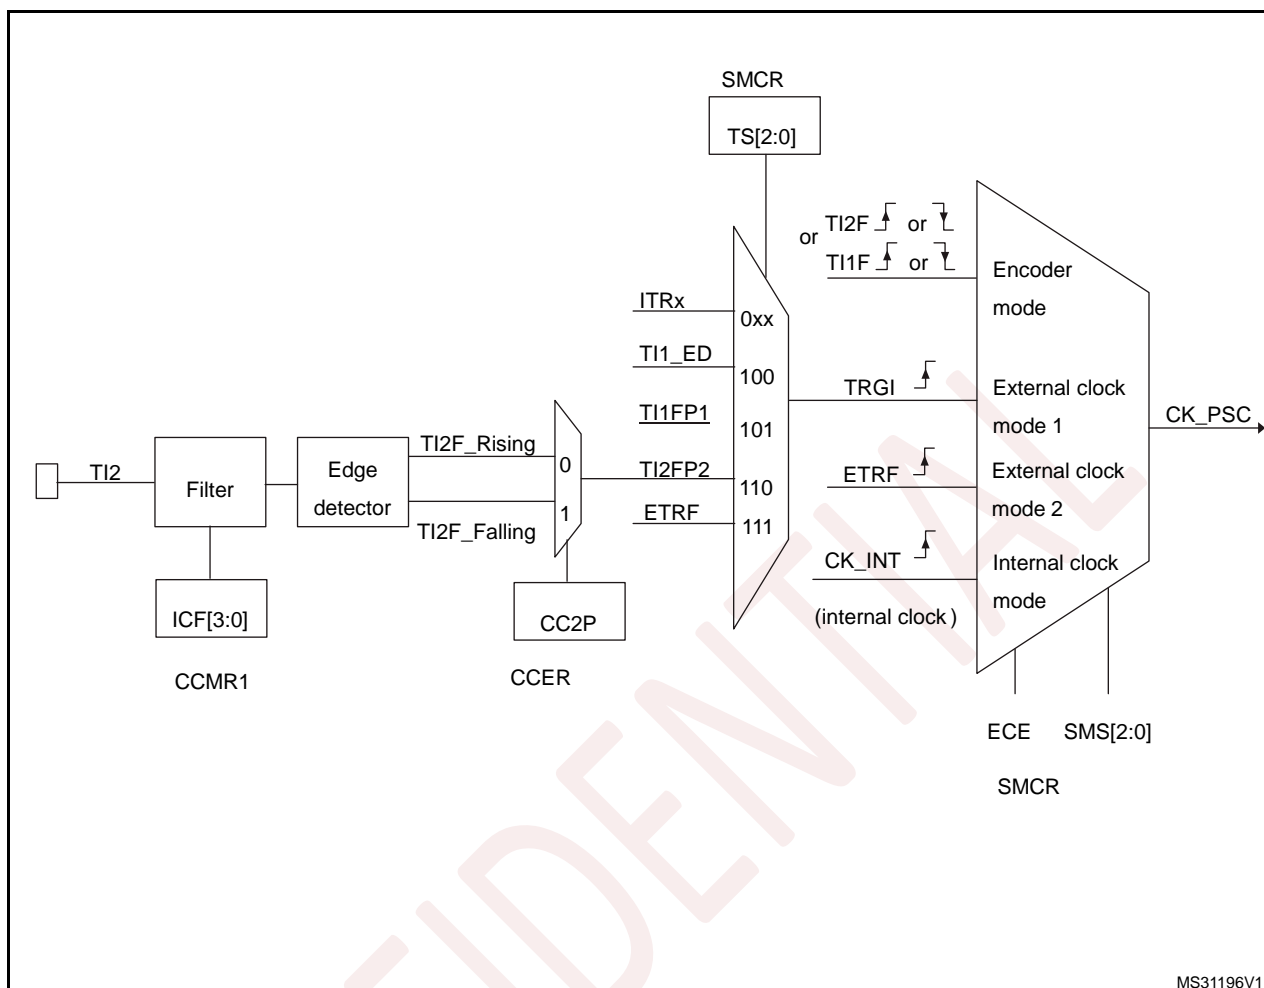 SMCR
TS[2:0]
or TI2F or
TI1F or
Encoder
mode
ITRx
0xx
TI1_ED
100
TRGI
External clock
mode 1
CK_PSC
TI1FP1
101
TI2F_Rising
0
TI2
Filter
Edge
detector
TI2FP2
110
ETRF
External clock
mode 2
TI2F_Falling
1
ETRF
111
CK_INT
(internal clock)
Internal clock
mode
ICF[3:0]
CCMR1
CC2P
CCER
ECE
SMS[2:0]
SMCR
MS31196V1